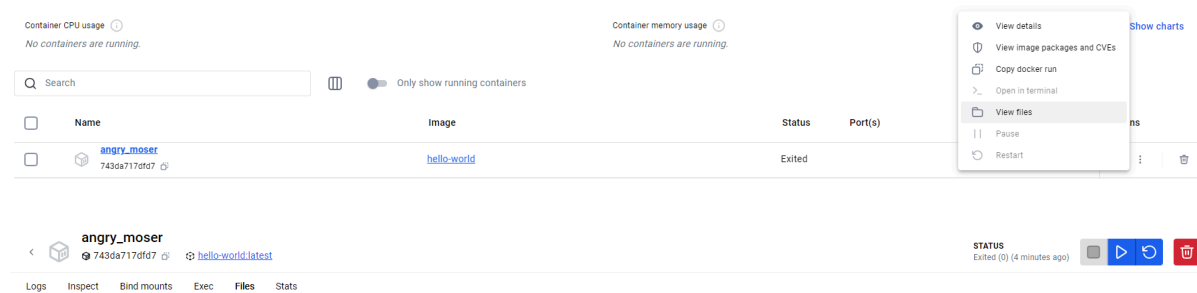 Container CPU usage
No containers are running.
Container memory usage
No containers are running.
Show charts
View details
View image packages and CVEs
Copy docker run
Open in terminal
View files
Pause
Restart
Search
Only show running containers
Name Image Status Port(s) ns
angry_moser
743da717dfd7
hello-world
Exited
angry_moser
743da717dfd7 hello-world:latest
STATUS
Exited (0) (4 minutes ago)
Logs Inspect Bind mounts Exec Files Stats